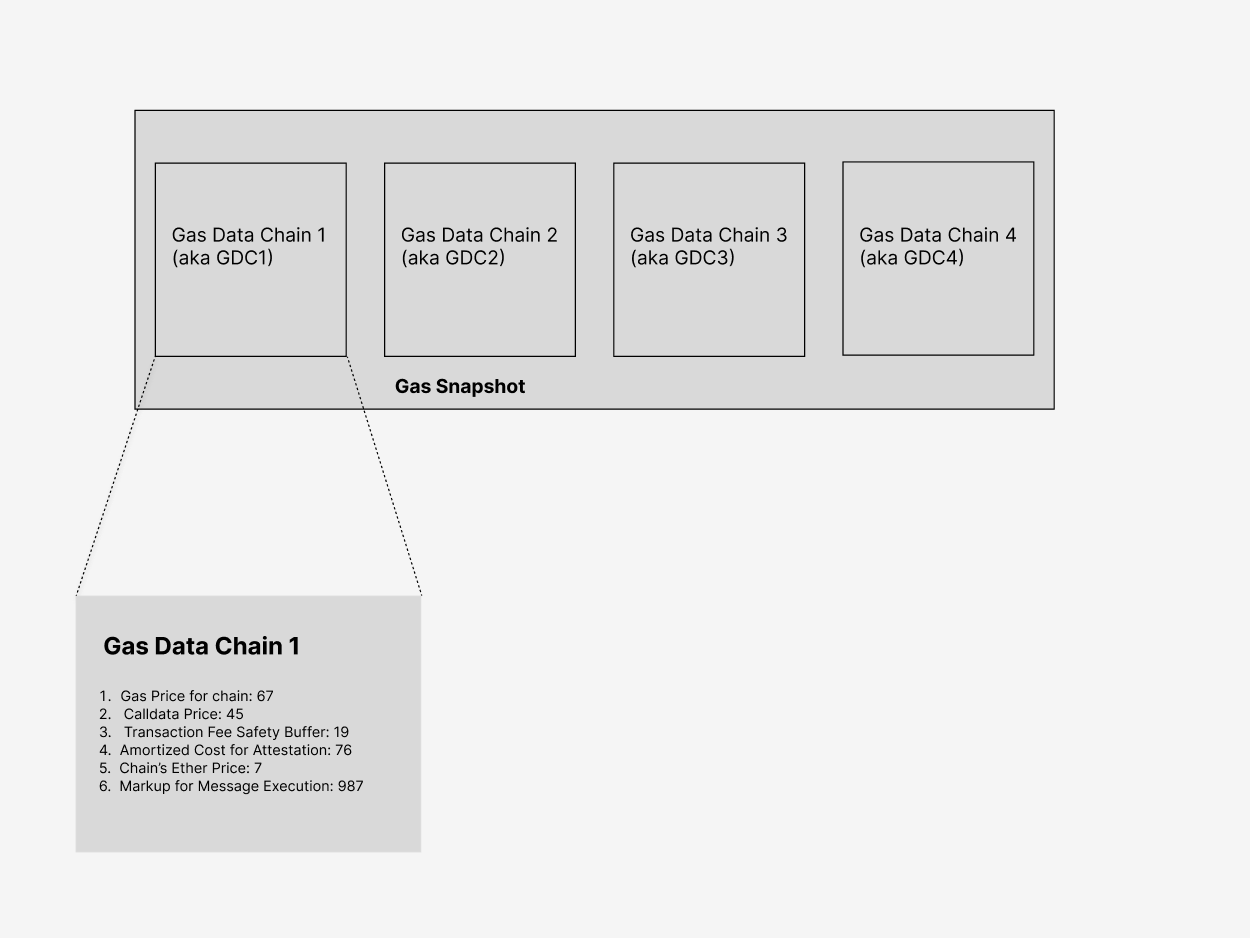 Gas Data Chain 1
(aka GDC1)
Gas Data Chain 2
(aka GDC2)
Gas Data Chain 3
(aka GDC3)
Gas Data Chain 4
(aka GDC4)
Gas Snapshot
Gas Data Chain 1
1. Gas Price for chain: 67
2. Calldata Price: 45
3. Transaction Fee Safety Buffer: 19
4. Amortized Cost for Attestation: 76
5. Chain’s Ether Price: 7
6. Markup for Message Execution: 987